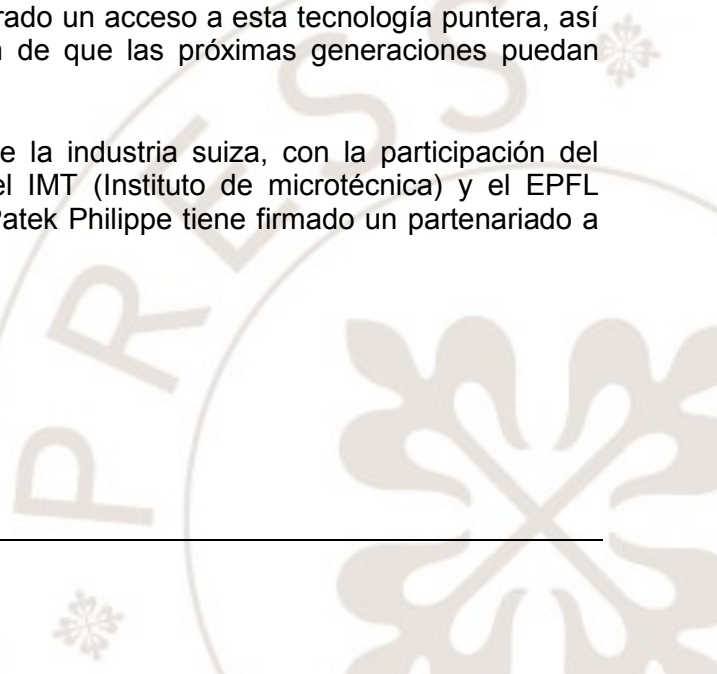 rado un acceso a esta tecnología puntera, así
de que las próximas generaciones puedan
e la industria suiza, con la participación del
el IMT (Instituto de microtécnica) y el EPFL
Patek Philippe tiene firmado un partenariado a
PRESS